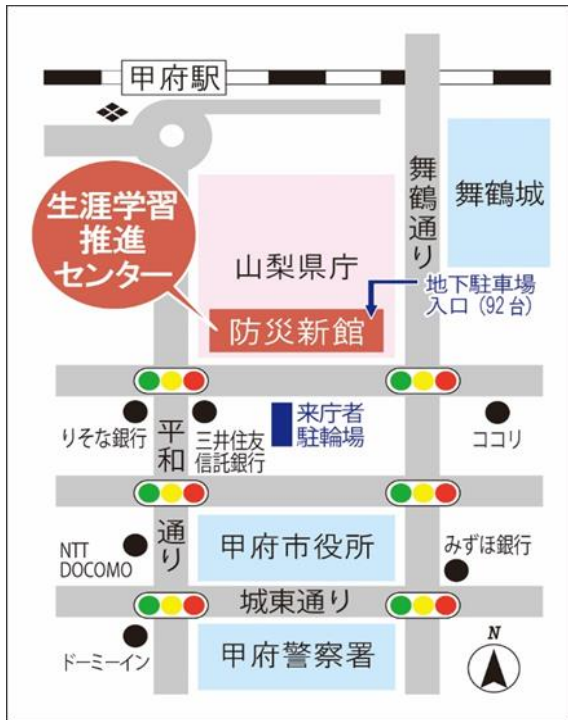 甲府駅
生涯学習
推進
センター
山梨県庁
防災新館
舞鶴通り
舞鶴城
地下駐車場
入口(92台)
りそな銀行
平和
通り
三井住友
信託銀行
来庁者
駐輪場
ココリ
NTT
DOCOMO
甲府市役所
みずほ銀行
城東通り
ドーミーイン
甲府警察署
N